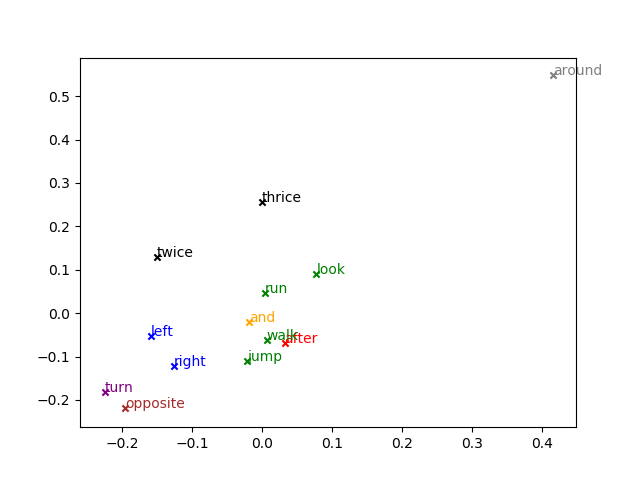 around
0.5
0.4
0.3
thrice
0.2
twice
0.1
look
run
0.0
and
left
walk
after
−0.1
jump
right
turn
−0.2
opposite
−0.2
−0.1
0.0
0.1
0.2
0.3
0.4